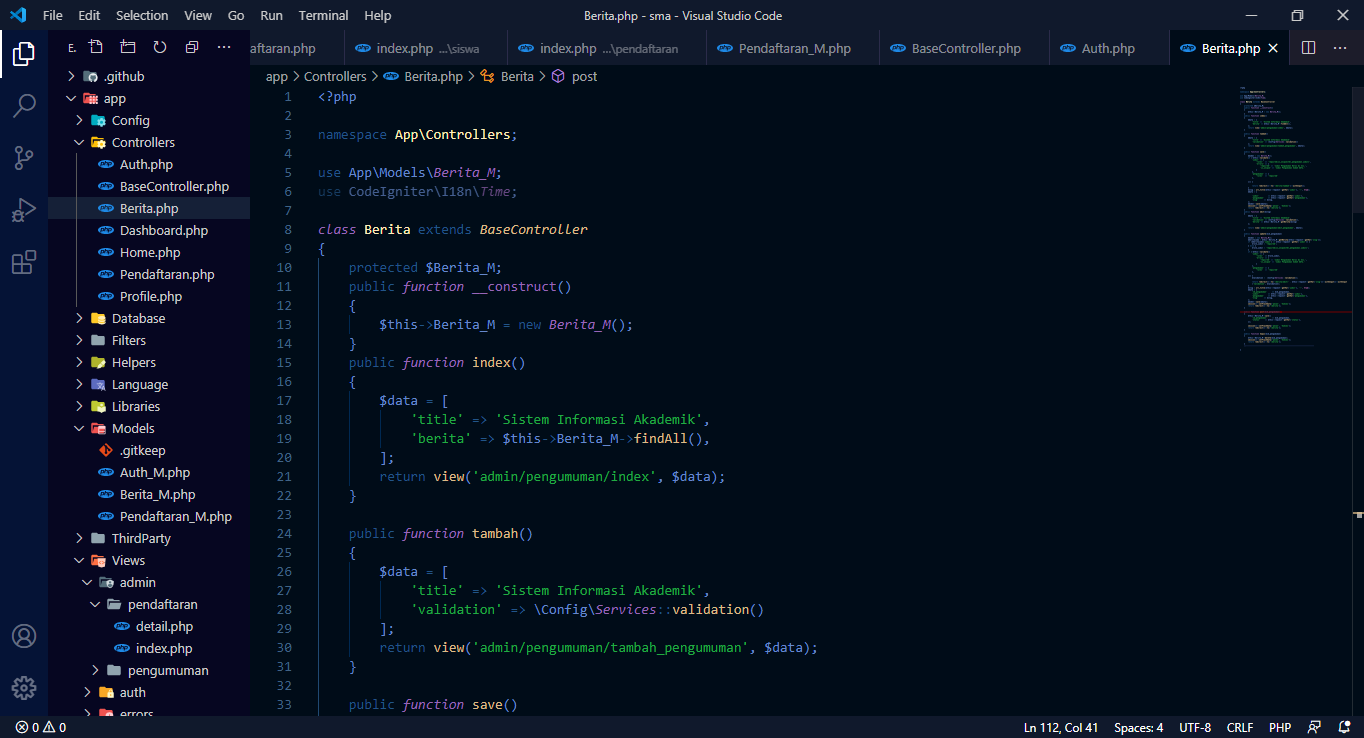 File Edit Selection View Go Run Terminal Help Berita.php - sma - Visual Studio Code
E.
aftaran.php index.php ...\siswa index.php ...\pendaftaran Pendaftaran_M.php BaseController.php Auth.php Berita.php
app > Controllers > Berita.php > Berita > post
.github
app
Config
Controllers
Auth.php
BaseController.php
Berita.php
Dashboard.php
Home.php
Pendaftaran.php
Profile.php
Database
Filters
Helpers
Language
Libraries
Models
.gitkeep
Auth_M.php
Berita_M.php
Pendaftaran_M.php
ThirdParty
Views
admin
pendaftaran
detail.php
index.php
pengumuman
auth
errors
1 <?php
2
3 namespace App\Controllers;
4
5 use App\Models\Berita_M;
6 use CodeIgniter\I18n\Time;
7
8 class Berita extends BaseController
9 {
10 protected $Berita_M;
11 public function __construct()
12 {
13 $this->Berita_M = new Berita_M();
14 }
15 public function index()
16 {
17 $data = [
18 'title' => 'Sistem Informasi Akademik',
19 'berita' => $this->Berita_M->findAll(),
20 ];
21 return view('admin/pengumuman/index', $data);
22 }
23
24 public function tambah()
25 {
26 $data = [
27 'title' => 'Sistem Informasi Akademik',
28 'validation' => \Config\Services::validation()
29 ];
30 return view('admin/pengumuman/tambah_pengumuman', $data);
31 }
32
33 public function save()
0 0 Ln 112, Col 41 Spaces: 4 UTF-8 CRLF PHP